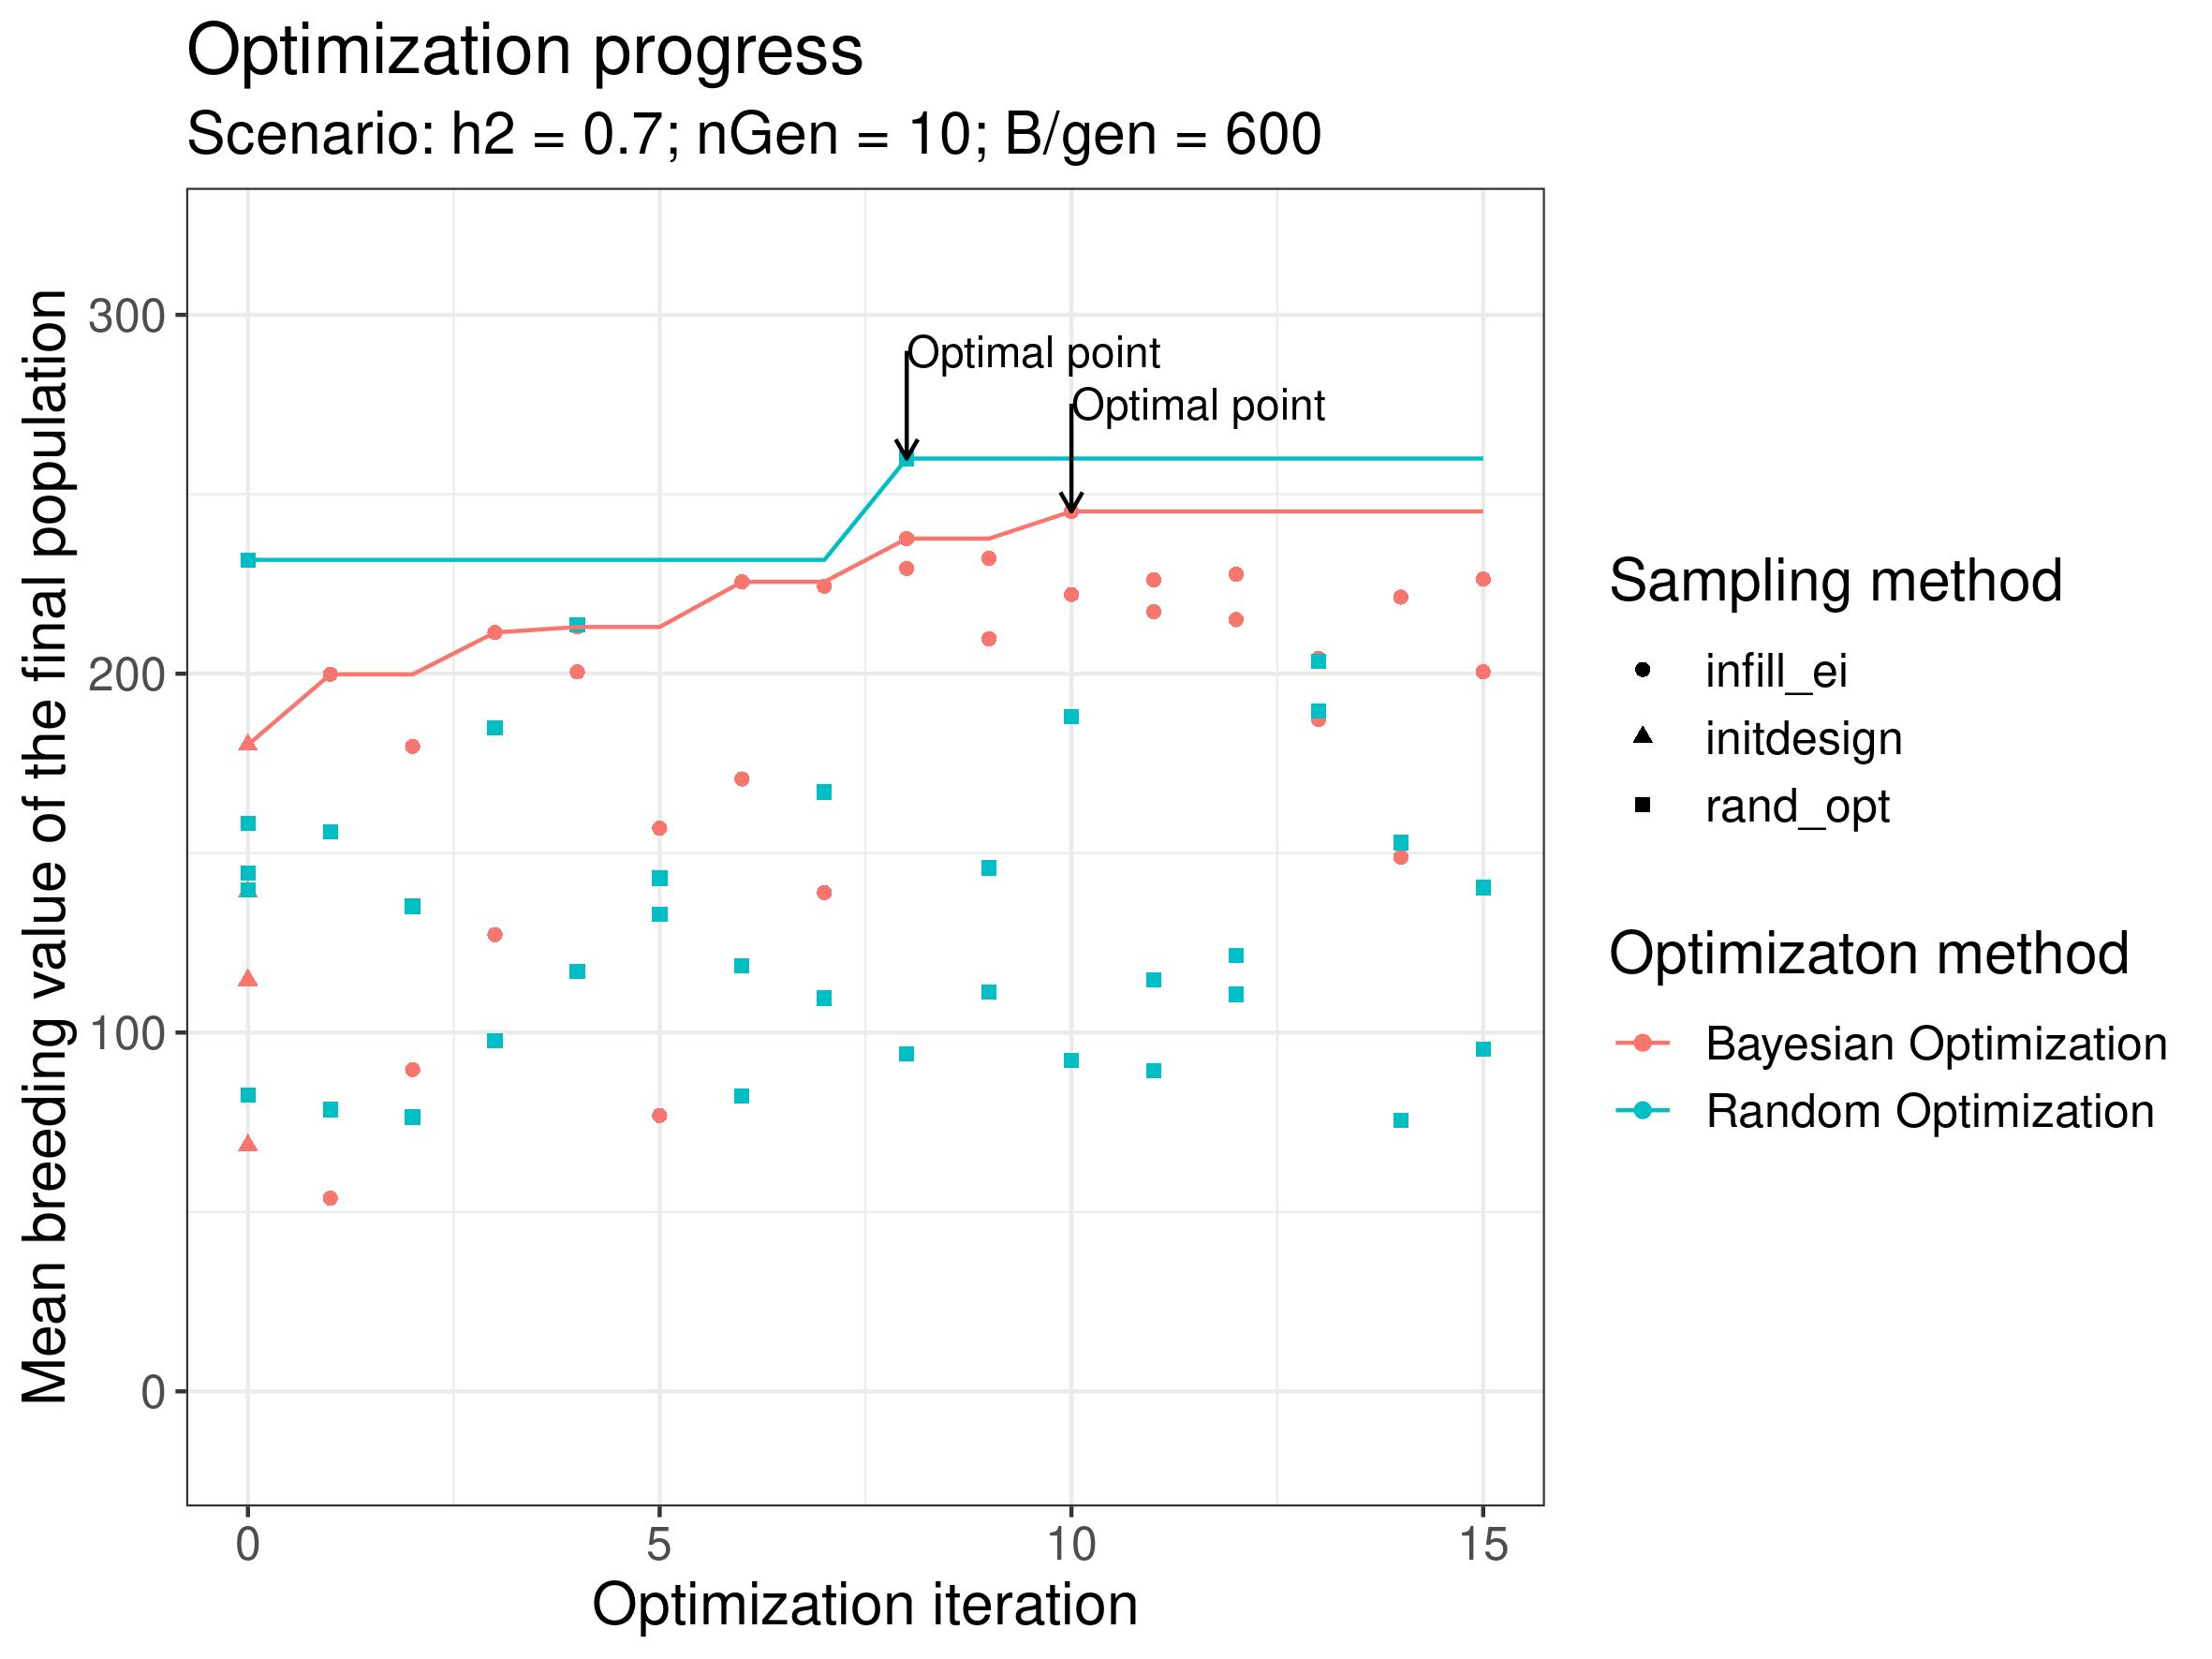 Optimization progress
Scenario: h2 = 0.7; nGen = 10; B/gen = 600
Mean breeding value of the final population
300
200
100
0
Optimal point
Optimal point
0 5 10 15
Optimization iteration
Sampling method
infill_ei
initdesign
rand_opt
Optimizaton method
Bayesian Optimization
Random Optimization